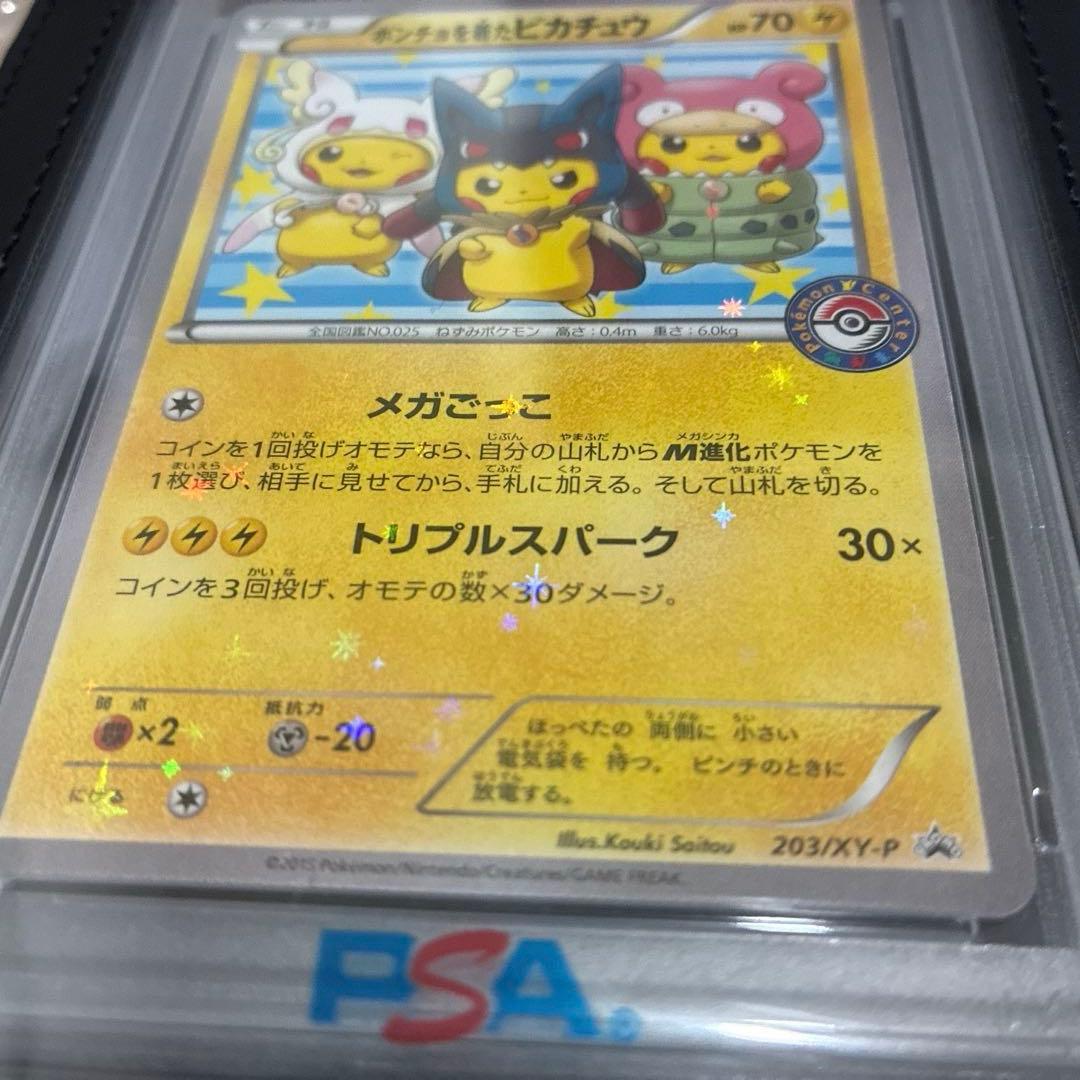 ポンチョを着たピカチュウ HP70
全国図鑑NO.025 ねずみポケモン 高さ:0.4m 重さ:6.0kg
Pokémon Center
メガごっこ
コインを1回投げオモテなら、自分の山札からM進化ポケモンを
1枚選び、相手に見せてから、手札に加える。そして山札を切る。
トリプルスパーク 30×
コインを3回投げ、オモテの数×30ダメージ。
弱点 抵抗力
×2 -20
ほっぺたの 両側に 小さい
電気袋を 持つ。 ピンチのときに
放電する。
にげる
Illus.Kouki Saitou 203/XY-P
©2015 Pokémon/Nintendo/Creatures/GAME FREAK.
PSA